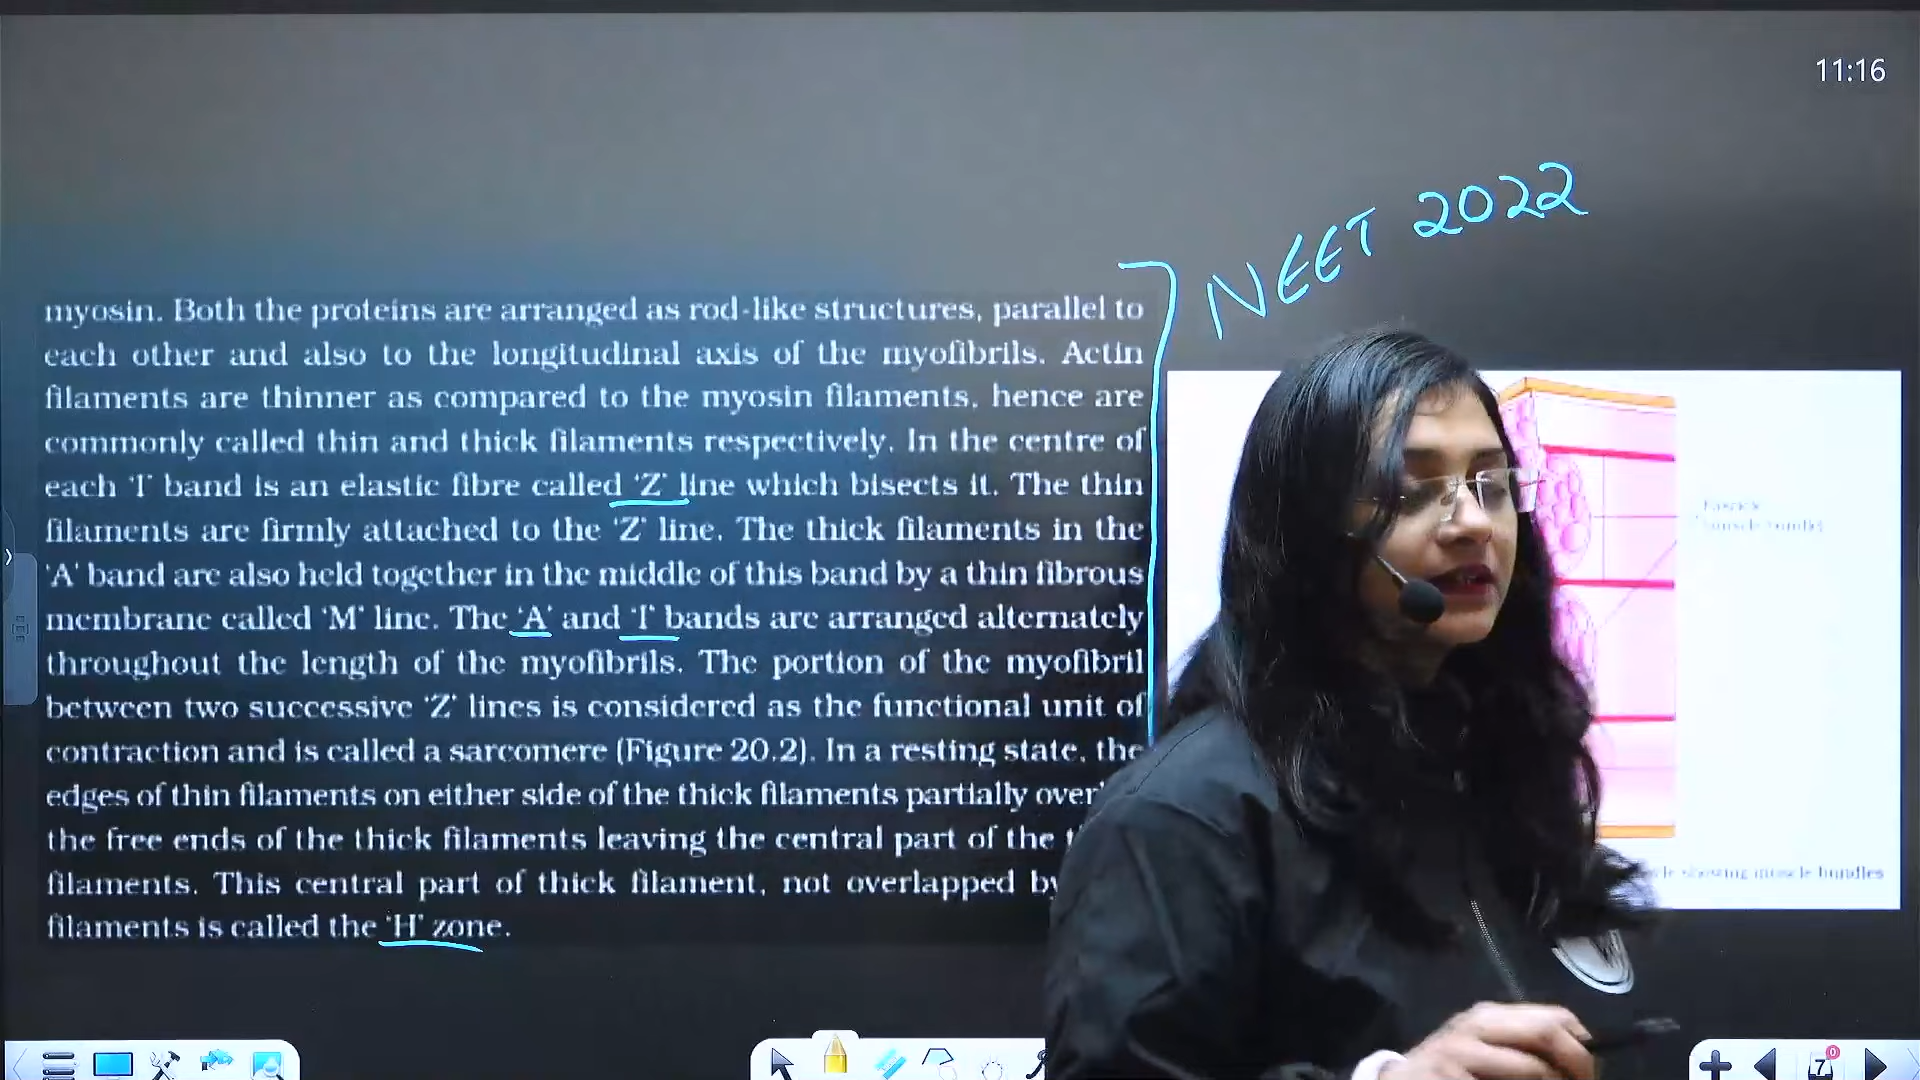 11:16
NEET 2022
myosin. Both the proteins are arranged as rod-like structures, parallel to
each other and also to the longitudinal axis of the myofibrils. Actin
filaments are thinner as compared to the myosin filaments, hence are
commonly called thin and thick filaments respectively. In the centre of
each ‘I’ band is an elastic fibre called ‘Z’ line which bisects it. The thin
filaments are firmly attached to the ‘Z’ line. The thick filaments in the
‘A’ band are also held together in the middle of this band by a thin fibrous
membrane called ‘M’ line. The ‘A’ and ‘I’ bands are arranged alternately
throughout the length of the myofibrils. The portion of the myofibril
between two successive ‘Z’ lines is considered as the functional unit of
contraction and is called a sarcomere (Figure 20.2). In a resting state, the
edges of thin filaments on either side of the thick filaments partially
the free ends of the thick filaments leaving the central part of the
filaments. This central part of thick filament, not overlapped by
filaments is called the ‘H’ zone.
Fascicle
(muscle bundle)
showing muscle bundles
7
0